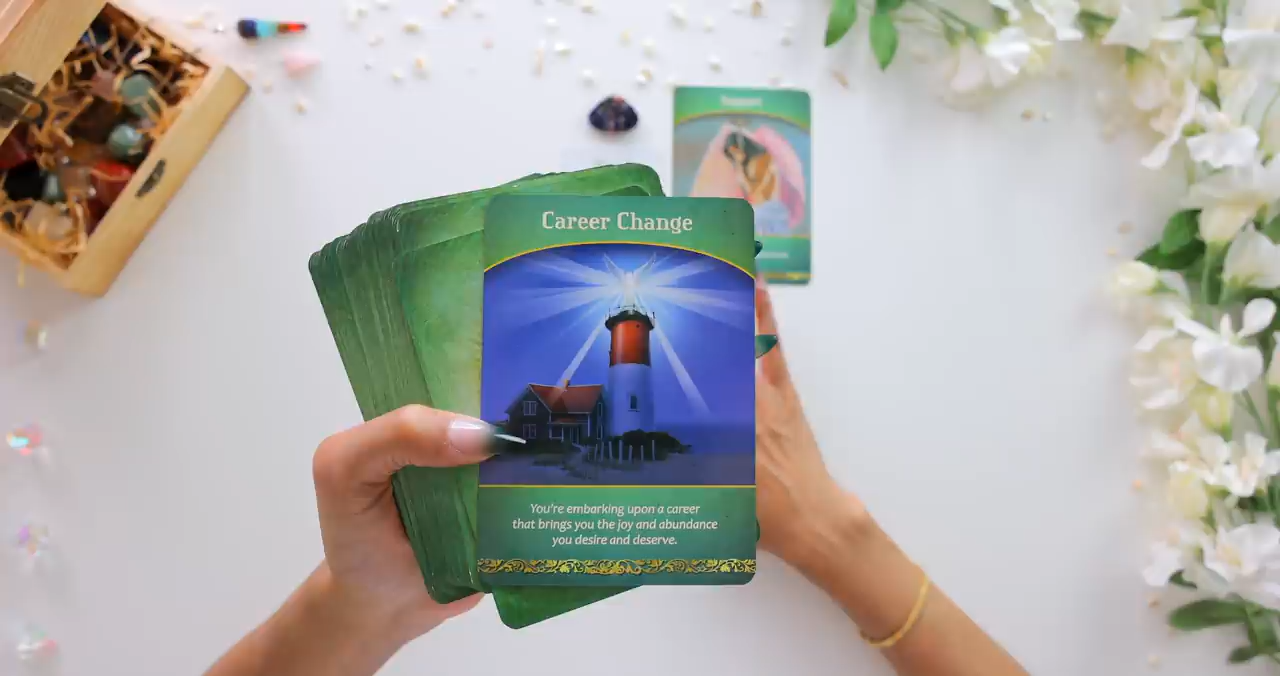 Career Change
You're embarking upon a career
that brings you the joy and abundance
you desire and deserve.